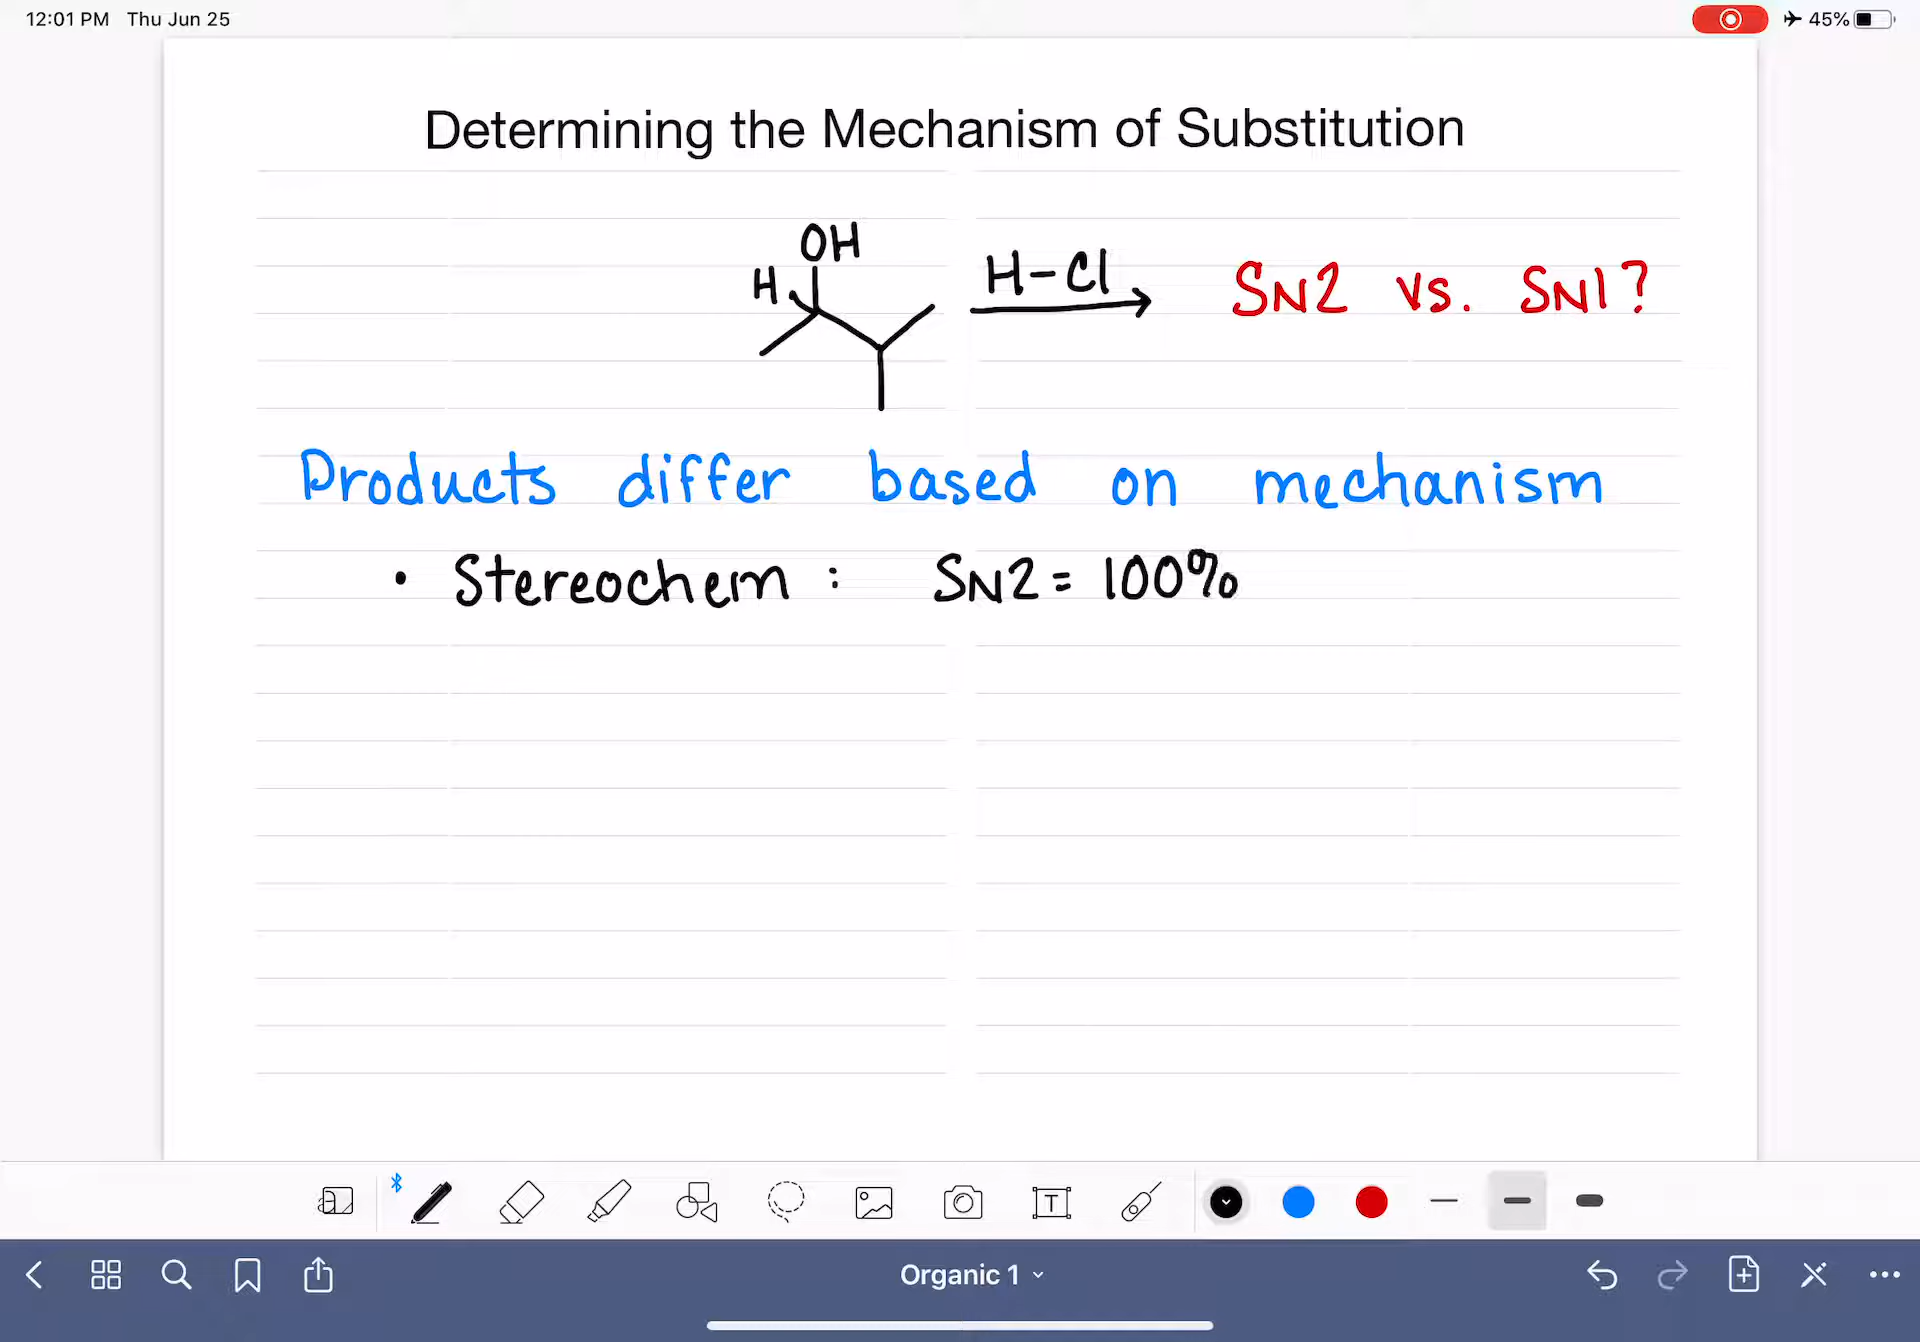 12:01 PM Thu Jun 25
45%
Determining the Mechanism of Substitution
OH
H
H-Cl
SN2 vs. SN1?
Products differ based on mechanism
• Stereochem : SN2 = 100%
Organic 1